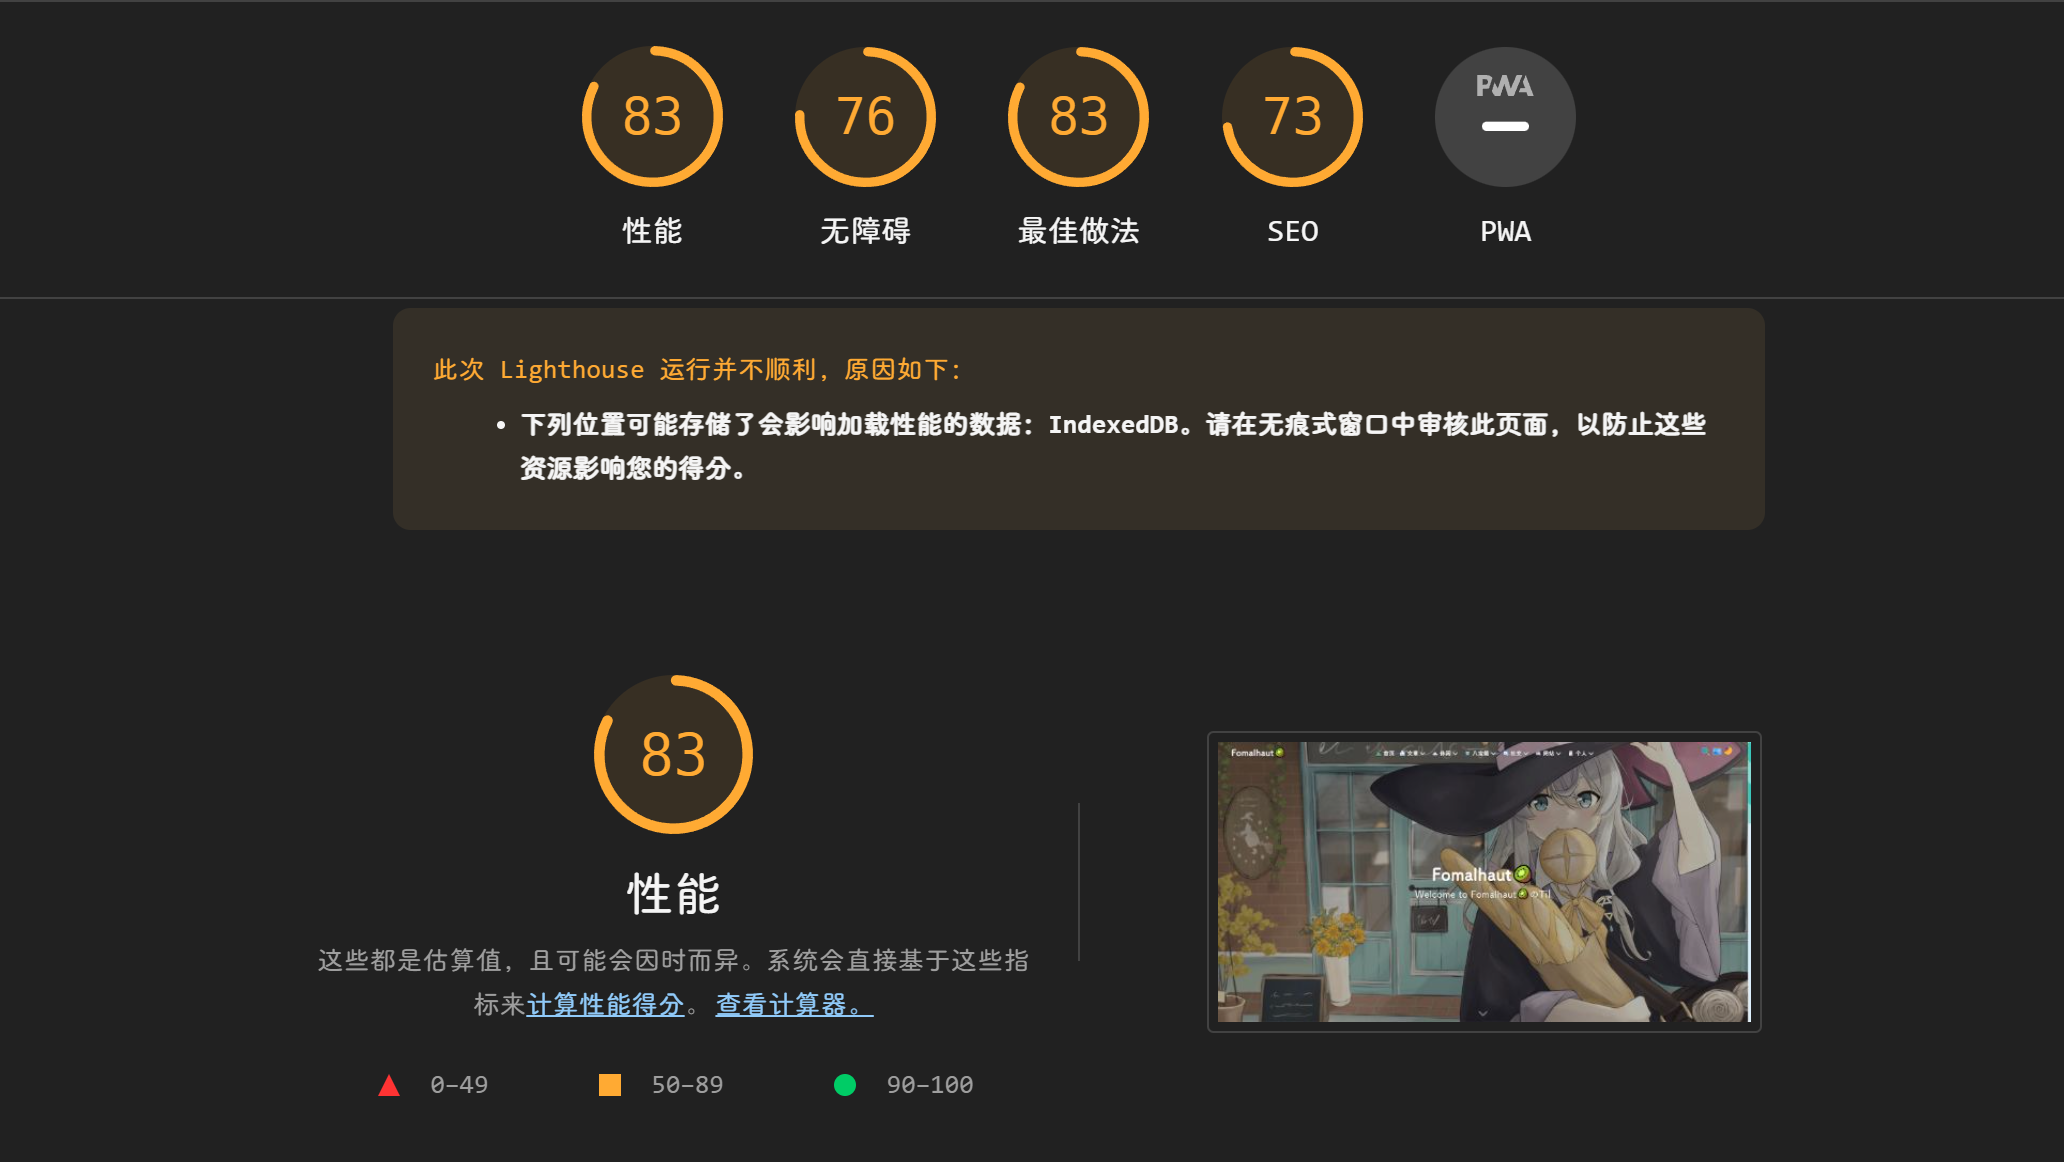 83
76
83
73
PWA
性能
无障碍
最佳做法
SEO
PWA
此次 Lighthouse 运行并不顺利，原因如下：
• 下列位置可能存储了会影响加载性能的数据：IndexedDB。请在无痕式窗口中审核此页面，以防止这些
资源影响您的得分。
83
性能
这些都是估算值，且可能会因时而异。系统会直接基于这些指
标来计算性能得分。 查看计算器。
0–49
50–89
90–100
Fomalhaut
Fomalhaut
Welcome to Fomalhaut